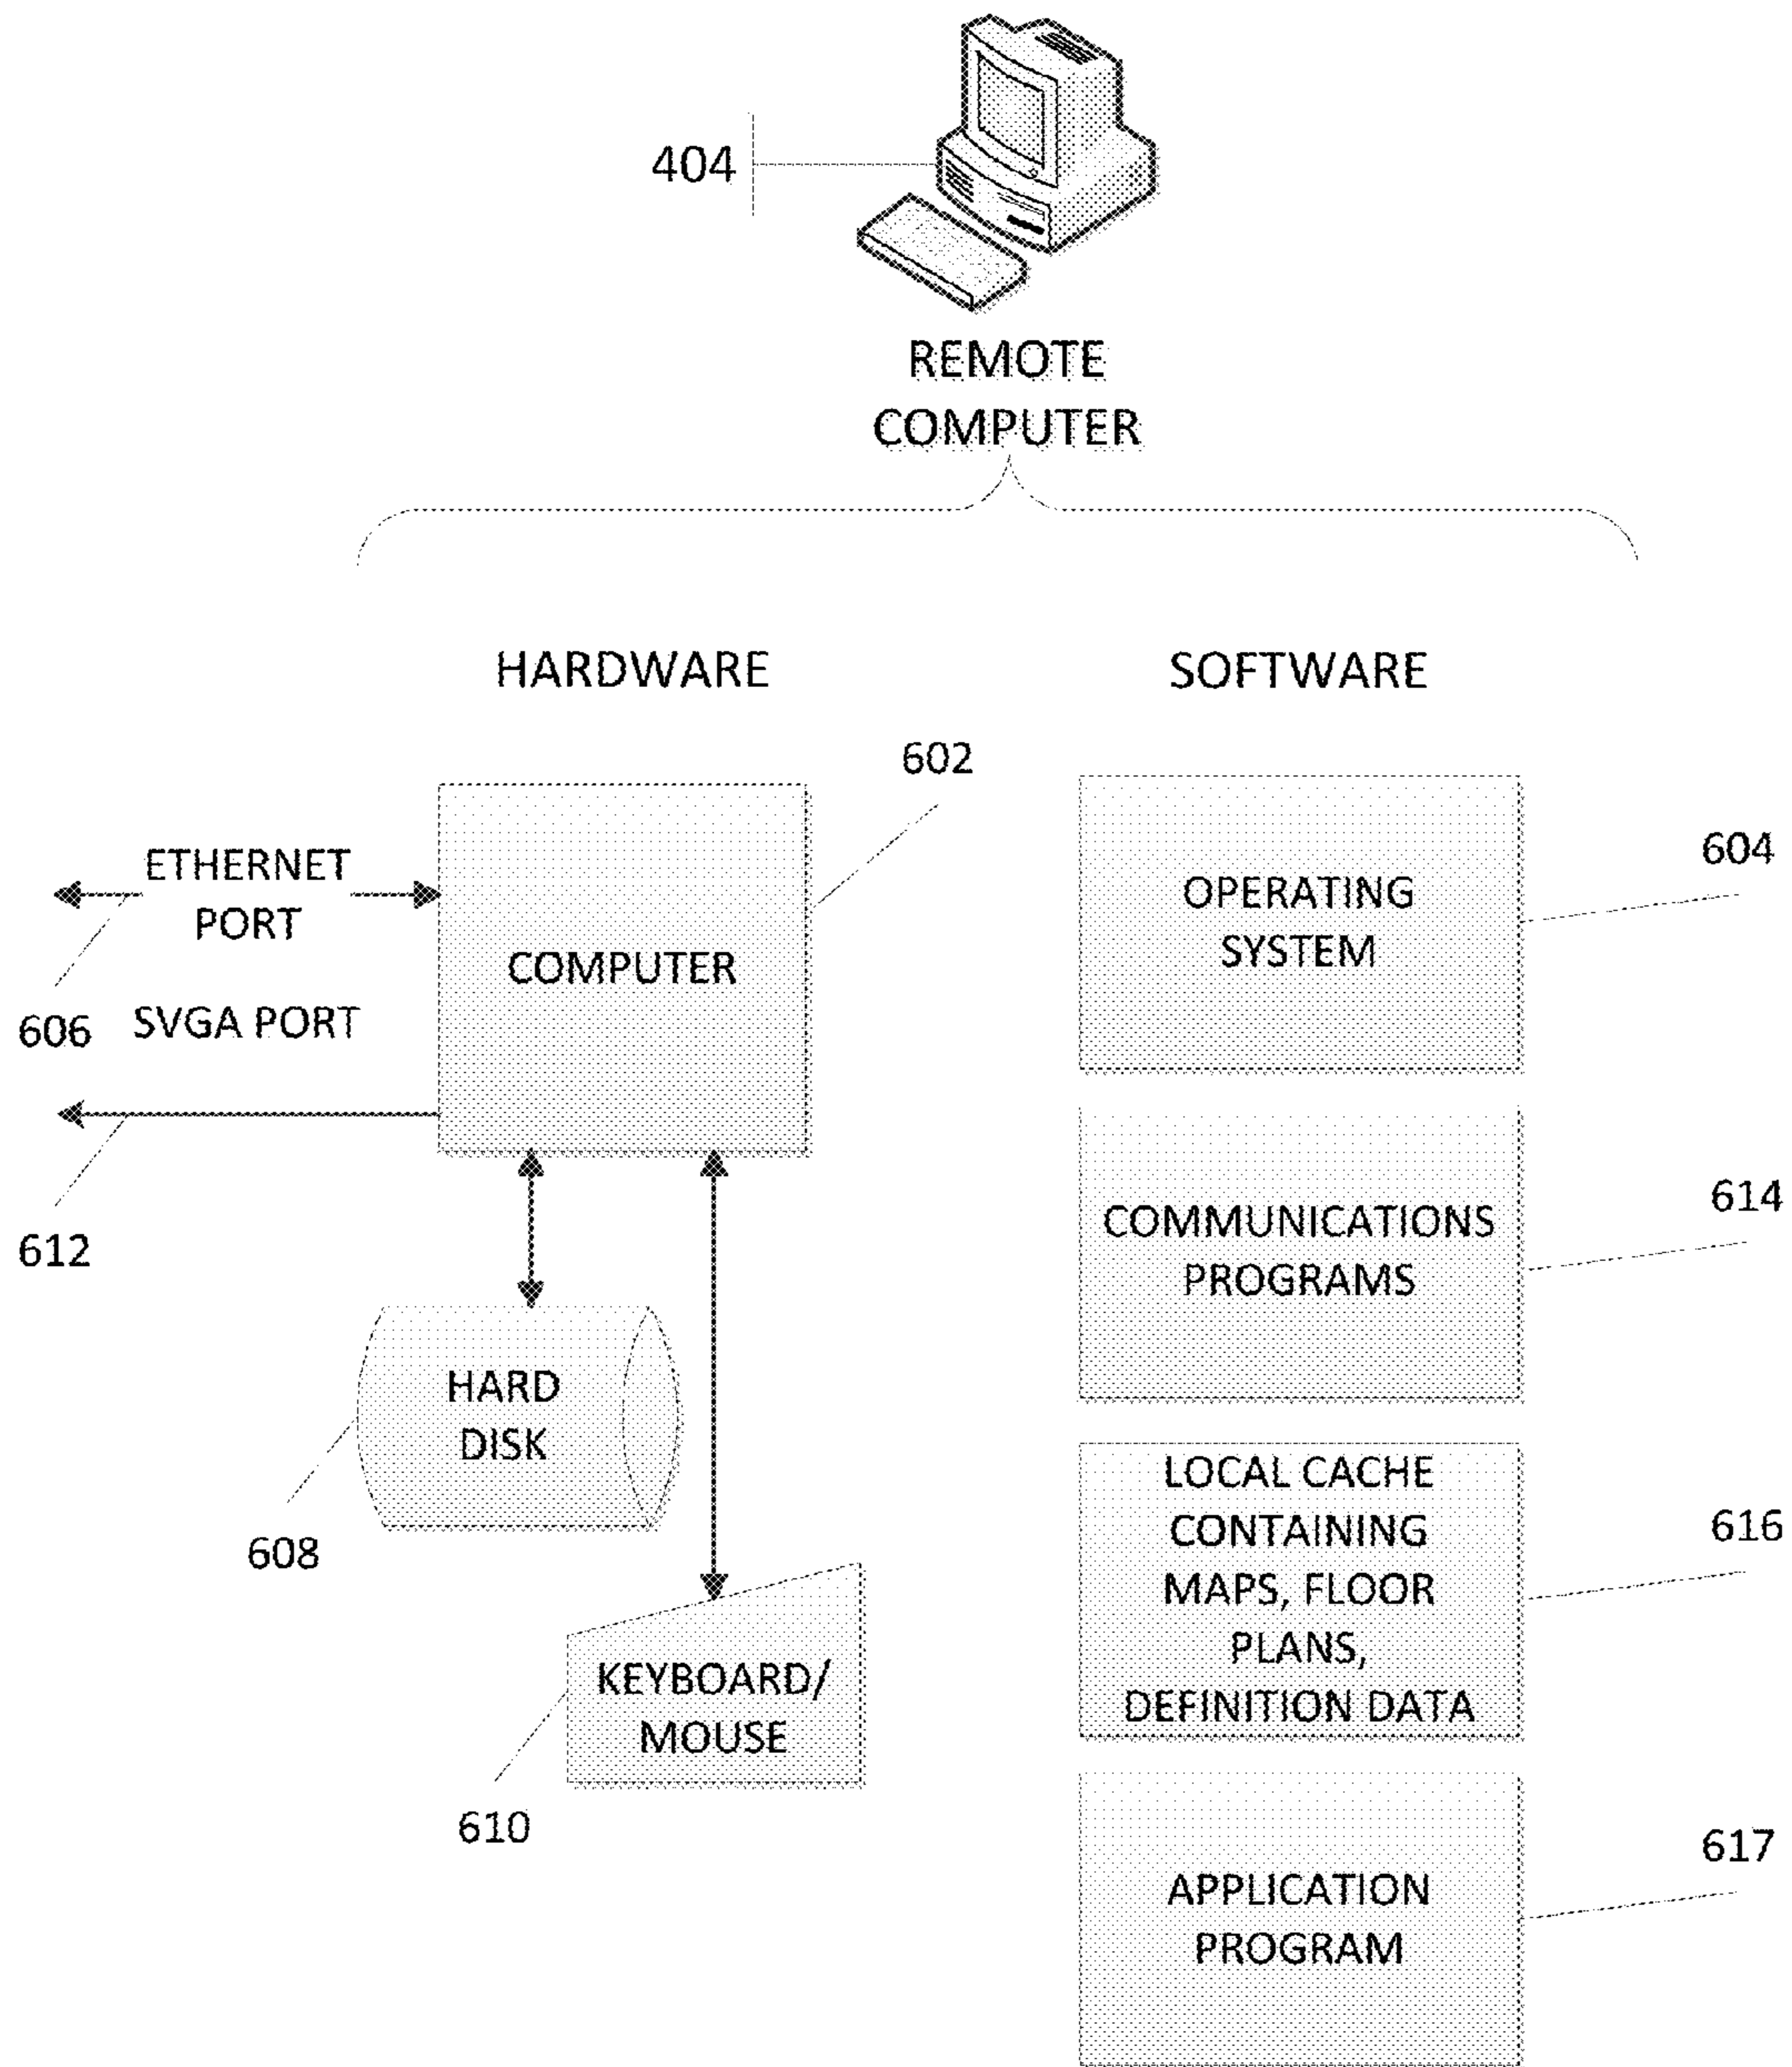 404
REMOTE
COMPUTER
HARDWARE
SOFTWARE
602
ETHERNET
PORT
606
SVGA PORT
612
COMPUTER
HARD
DISK
608
KEYBOARD/
MOUSE
610
OPERATING
SYSTEM
604
COMMUNICATIONS
PROGRAMS
614
LOCAL CACHE
CONTAINING
MAPS, FLOOR
PLANS,
DEFINITION DATA
616
APPLICATION
PROGRAM
617